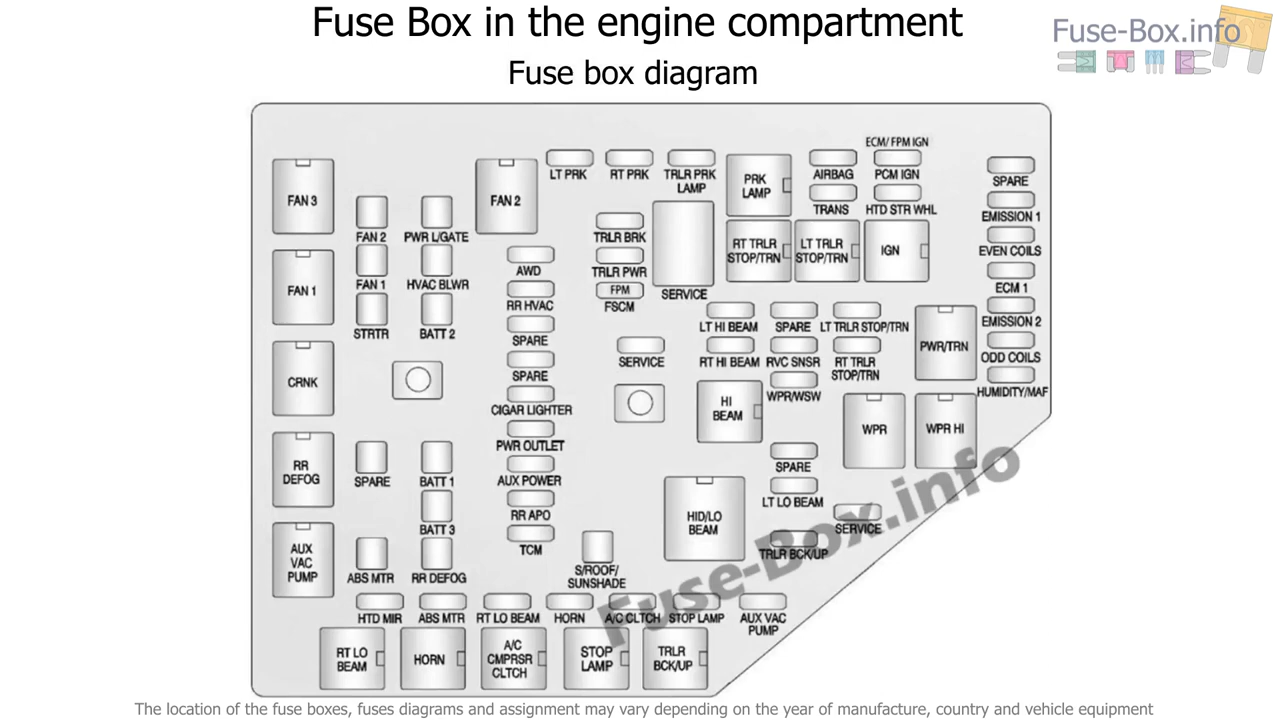 Fuse Box in the engine compartment
Fuse-Box.info
Fuse box diagram
ECM/ FPM IGN
LT PRK
RT PRK
TRLR PRK
LAMP
PRK
LAMP
AIRBAG
PCM IGN
SPARE
FAN 3
FAN 2
TRANS
HTD STR WHL
EMISSION 1
FAN 2
PWR L/GATE
TRLR BRK
RT TRLR
STOP/TRN
LT TRLR
STOP/TRN
IGN
EVEN COILS
AWD
TRLR PWR
FAN 1
FAN 1
HVAC BLWR
FPM
FSCM
SERVICE
ECM 1
RR HVAC
STRTR
BATT 2
SPARE
LT HI BEAM
SPARE
LT TRLR STOP/TRN
EMISSION 2
PWR/TRN
SERVICE
RT HI BEAM
RVC SNSR
RT TRLR
STOP/TRN
ODD COILS
CRNK
SPARE
WPR/WSW
HUMIDITY/MAF
CIGAR LIGHTER
HI
BEAM
WPR
WPR HI
PWR OUTLET
RR
DEFOG
SPARE
BATT 1
AUX POWER
SPARE
LT LO BEAM
RR APO
HID/LO
BEAM
SERVICE
BATT 3
TCM
TRLR BCK/UP
AUX
VAC
PUMP
ABS MTR
RR DEFOG
S/ROOF/
SUNSHADE
HTD MIR
ABS MTR
RT LO BEAM
HORN
A/C CLTCH
STOP LAMP
AUX VAC
PUMP
RT LO
BEAM
HORN
A/C
CMPRSR
CLTCH
STOP
LAMP
TRLR
BCK/UP
Fuse-Box.info
The location of the fuse boxes, fuses diagrams and assignment may vary depending on the year of manufacture, country and vehicle equipment